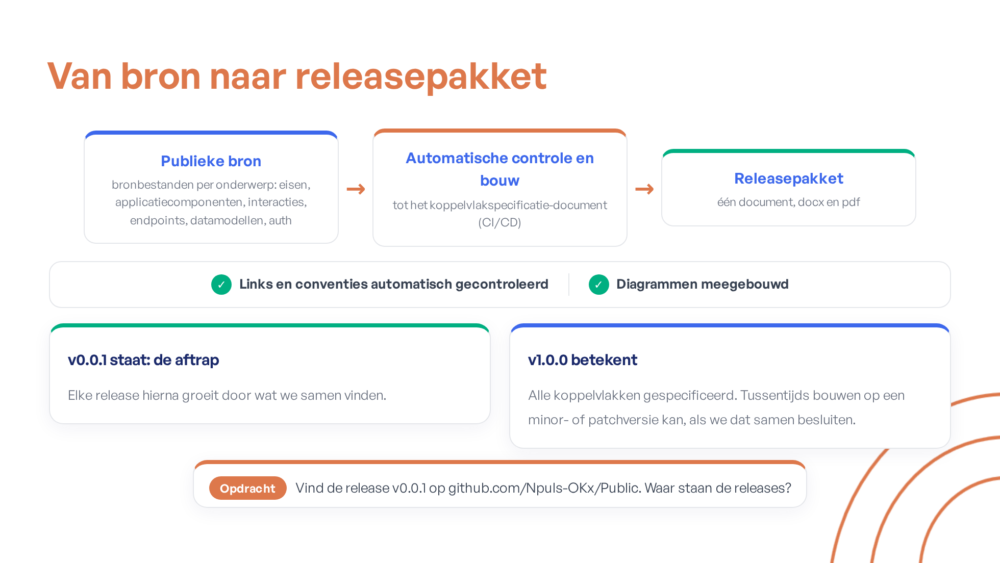 Van bron naar releasepakket
Publieke bron
bronbestanden per onderwerp: eisen,
applicatiecomponenten, interacties,
endpoints, datamodellen, auth
→
Automatische controle en
bouw
tot het koppelvlakspecificatie-document
(CI/CD)
→
Releasepakket
één document, docx en pdf
✓ Links en conventies automatisch gecontroleerd
✓ Diagrammen meegebouwd
v0.0.1 staat: de aftrap
Elke release hierna groeit door wat we samen vinden.
v1.0.0 betekent
Alle koppelvlakken gespecificeerd. Tussentijds bouwen op een
minor- of patchversie kan, als we dat samen besluiten.
Opdracht Vind de release v0.0.1 op github.com/Npuls-OKx/Public. Waar staan de releases?